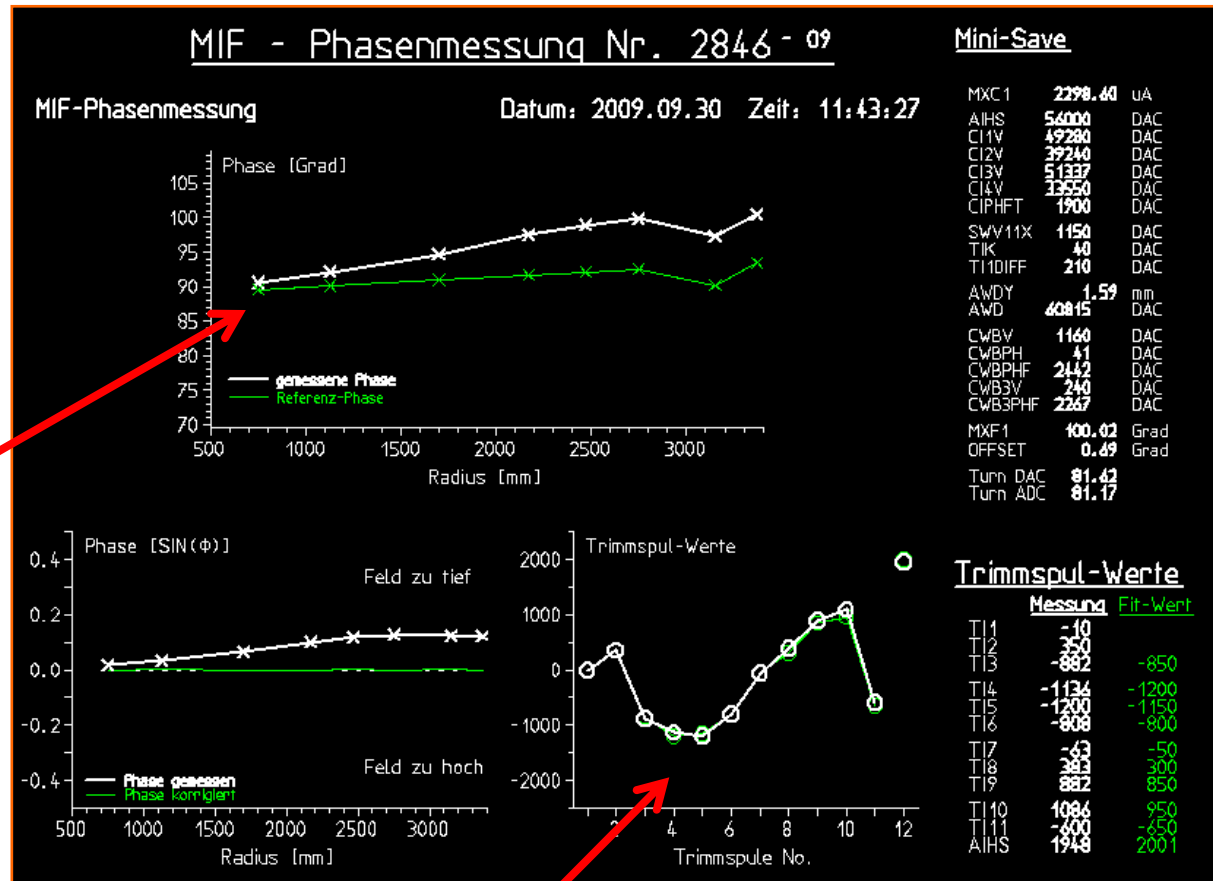 MIF - Phasenmessung Nr. 2846 - 09
MIF-Phasenmessung Datum: 2009.09.30 Zeit: 11:43:27
Phase [Grad]
105
100
95
90
85
80
75
70
gemessene Phase
Referenz-Phase
500 1000 1500 2000 2500 3000
Radius [mm]
Phase [SIN(Φ)]
Feld zu tief
0.4
0.2
0.0
-0.2
-0.4
Feld zu hoch
Phase gemessen
Phase korrigiert
500 1000 1500 2000 2500 3000
Radius [mm]
Trimmspul-Werte
2000
1000
0
-1000
-2000
2 4 6 8 10 12
Trimmspule No.
Mini-Save
MXC1 2298.60 uA
AIHS 56000 DAC
CI1V 49280 DAC
CI2V 39240 DAC
CI3V 51337 DAC
CI4V 23550 DAC
CIPHFT 1900 DAC
SWV11X 1150 DAC
TIK 40 DAC
TI1DIFF 210 DAC
AWDY 1.59 mm
AWD 60815 DAC
CWBV 1160 DAC
CWBPH 41 DAC
CWBPHF 2442 DAC
CWB3V 240 DAC
CWB3PHF 2267 DAC
MXF1 100.02 Grad
OFFSET 0.69 Grad
Turn DAC 81.62
Turn ADC 81.17
Trimmspul-Werte
Messung Fit-Wert
TI1 -10
TI2 350
TI3 -882 -850
TI4 -1136 -1200
TI5 -1200 -1150
TI6 -808 -800
TI7 -63 -50
TI8 383 300
TI9 882 850
TI10 1086 950
TI11 -600 -650
AIHS 1948 2001